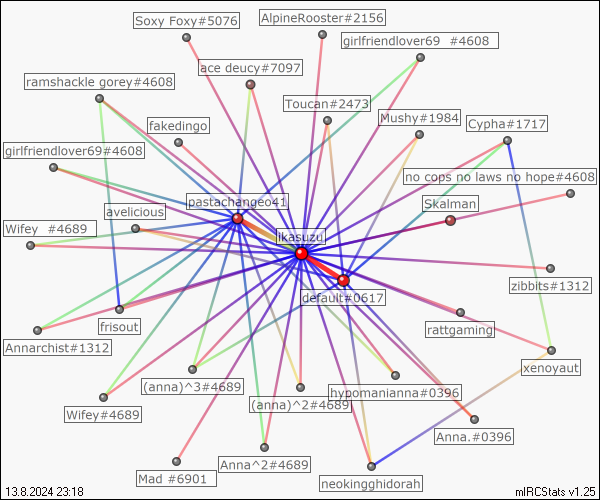 Soxy Foxy#5076
AlpineRooster#2156
girlfriendlover69 #4608
ace deucy#7097
ramshackle gorey#4608
Toucan#2473
Mushy#1984
Cypha#1717
fakedingo
girlfriendlover69#4608
no cops no laws no hope#4608
pastachangeo41
Skalman
avelicious
Wifey #4689
ikasuzu
zibbits#1312
default#0617
frisout
rattgaming
Annarchist#1312
xenoyaut
(anna)^3#4689
hypomanianna#0396
(anna)^2#4689
Wifey#4689
Anna.#0396
Anna^2#4689
Mad #6901
neokingghidorah
13.8.2024 23:18
mIRCStats v1.25